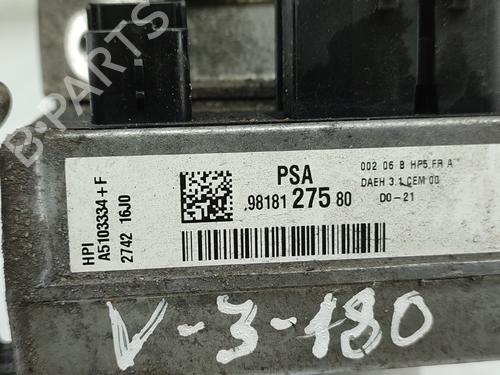 B-PARTS
HPI
A5103334+F
2742 16J0
PSA
.98181 275 80
002 06 B HP5,FR A
DAEH 3.1 CEM 00
D0-21
V-3-180